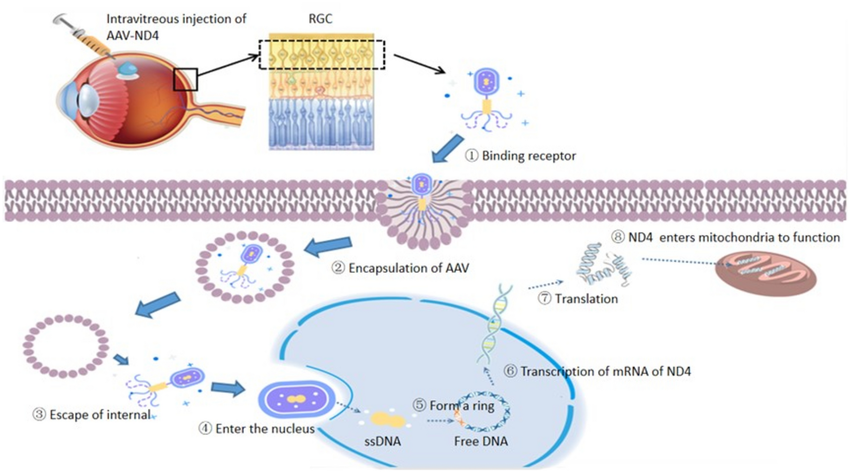 Intravitreous injection of
AAV-ND4
RGC
① Binding receptor
② Encapsulation of AAV
③ Escape of internal
④ Enter the nucleus
ssDNA
⑤ Form a ring
Free DNA
⑥ Transcription of mRNA of ND4
⑦ Translation
⑧ ND4 enters mitochondria to function